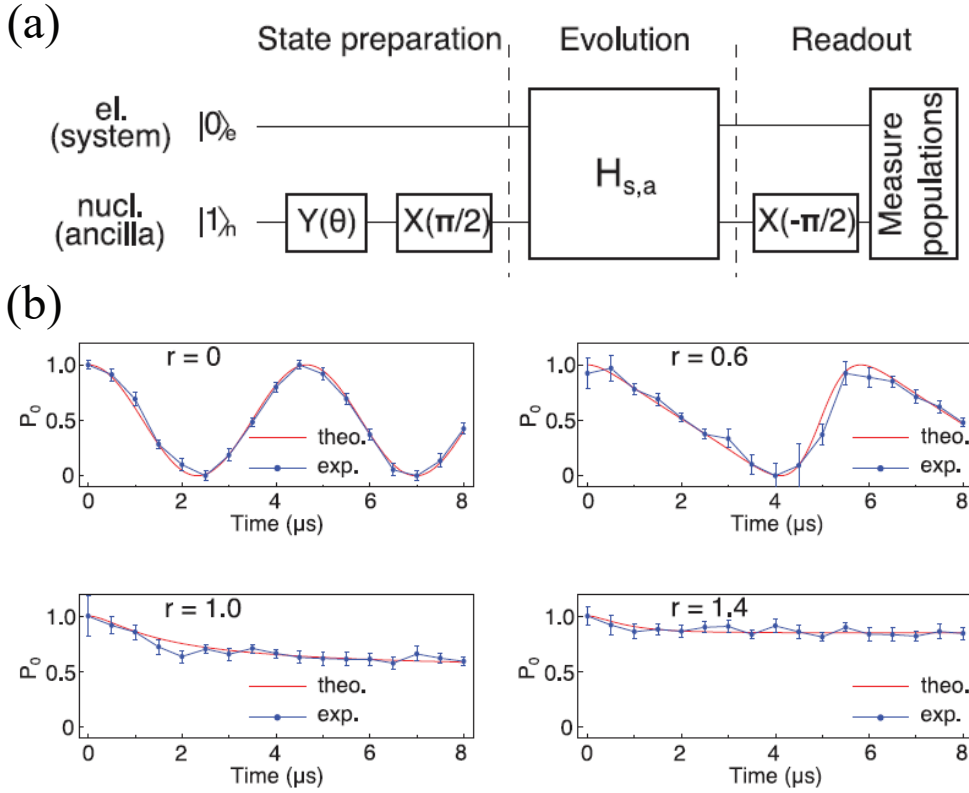 (a)
State preparation Evolution Readout
el.
(system) |0⟩e
nucl.
(ancilla) |1⟩n
Y(θ) X(π/2) Hs,a X(-π/2) Measure populations
(b)
r = 0
1.0
0.5
0
P0
theo.
exp.
0 2 4 6 8
Time (µs)
r = 0.6
1.0
0.5
0
P0
theo.
exp.
0 2 4 6 8
Time (µs)
r = 1.0
1.0
0.5
0
P0
theo.
exp.
0 2 4 6 8
Time (µs)
r = 1.4
1.0
0.5
0
P0
theo.
exp.
0 2 4 6 8
Time (µs)